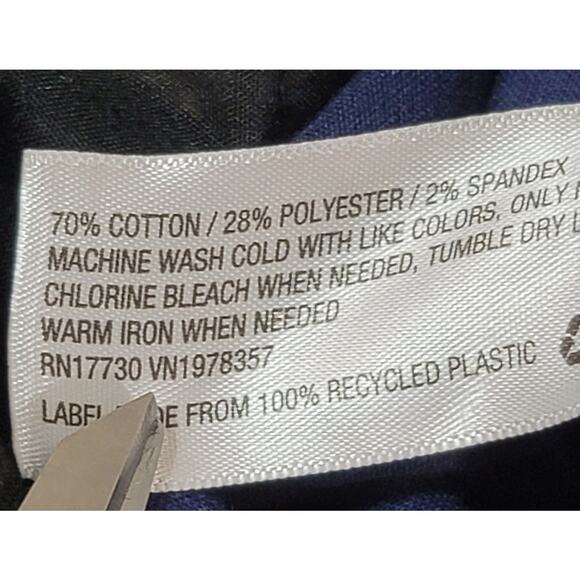 70% COTTON / 28% POLYESTER / 2% SPANDEX
MACHINE WASH COLD WITH LIKE COLORS, ONLY
CHLORINE BLEACH WHEN NEEDED, TUMBLE DRY
WARM IRON WHEN NEEDED
RN17730 VN1978357
LABEL FROM 100% RECYCLED PLASTIC